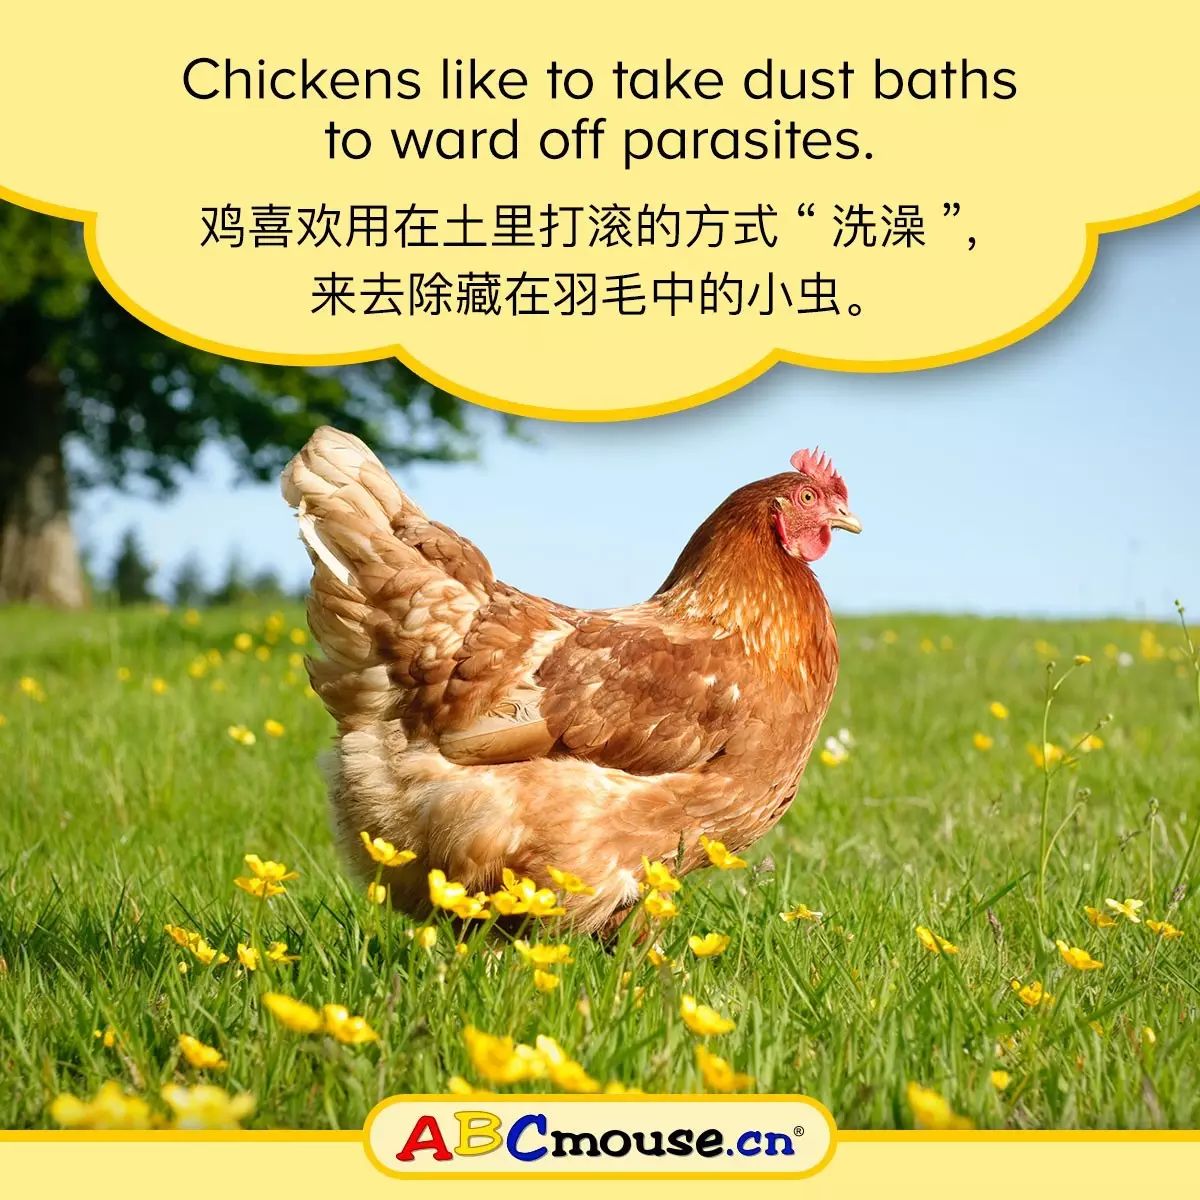 Chickens like to take dust baths
to ward off parasites.
鸡喜欢用在土里打滚的方式“洗澡”，
来去除藏在羽毛中的小虫。
ABCmouse.cn®